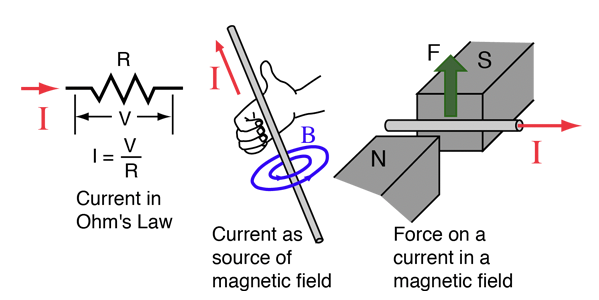 R
I
V
I = V
R
Current in
Ohm's Law
I
B
Current as
source of
magnetic field
F
S
N
I
Force on a
current in a
magnetic field